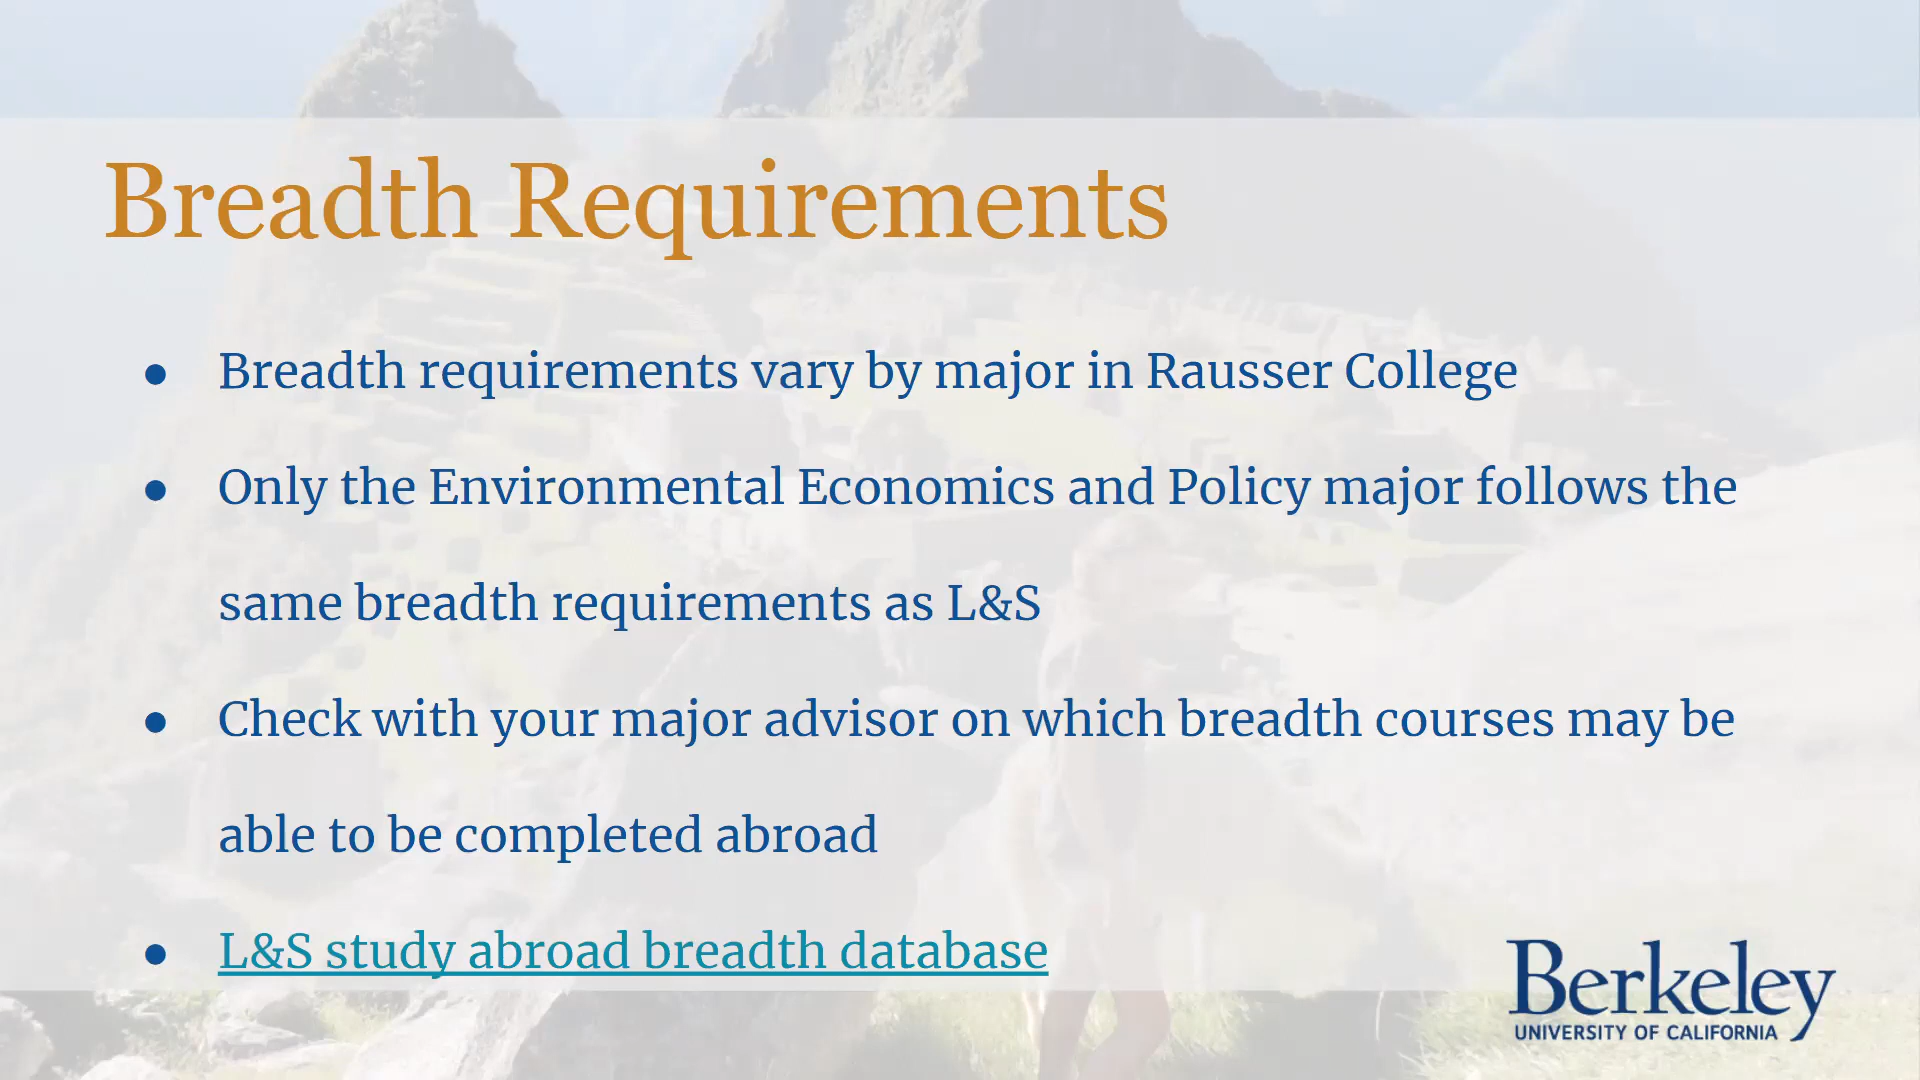 Breadth Requirements
● Breadth requirements vary by major in Rausser College
● Only the Environmental Economics and Policy major follows the
same breadth requirements as L&S
● Check with your major advisor on which breadth courses may be
able to be completed abroad
● L&S study abroad breadth database
Berkeley
UNIVERSITY OF CALIFORNIA